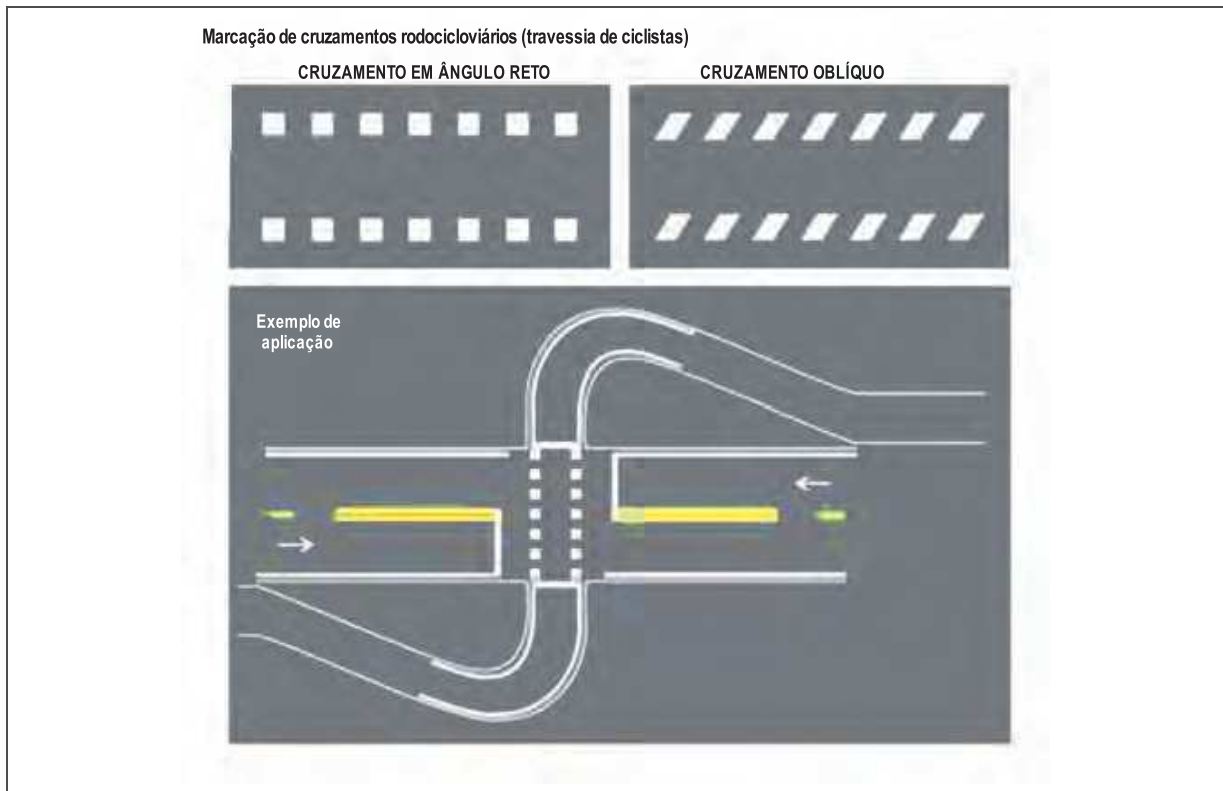 Marcação de cruzamentos rodocicloviários (travessia de ciclistas)
CRUZAMENTO EM ÂNGULO RETO
CRUZAMENTO OBLÍQUO
Exemplo de
aplicação